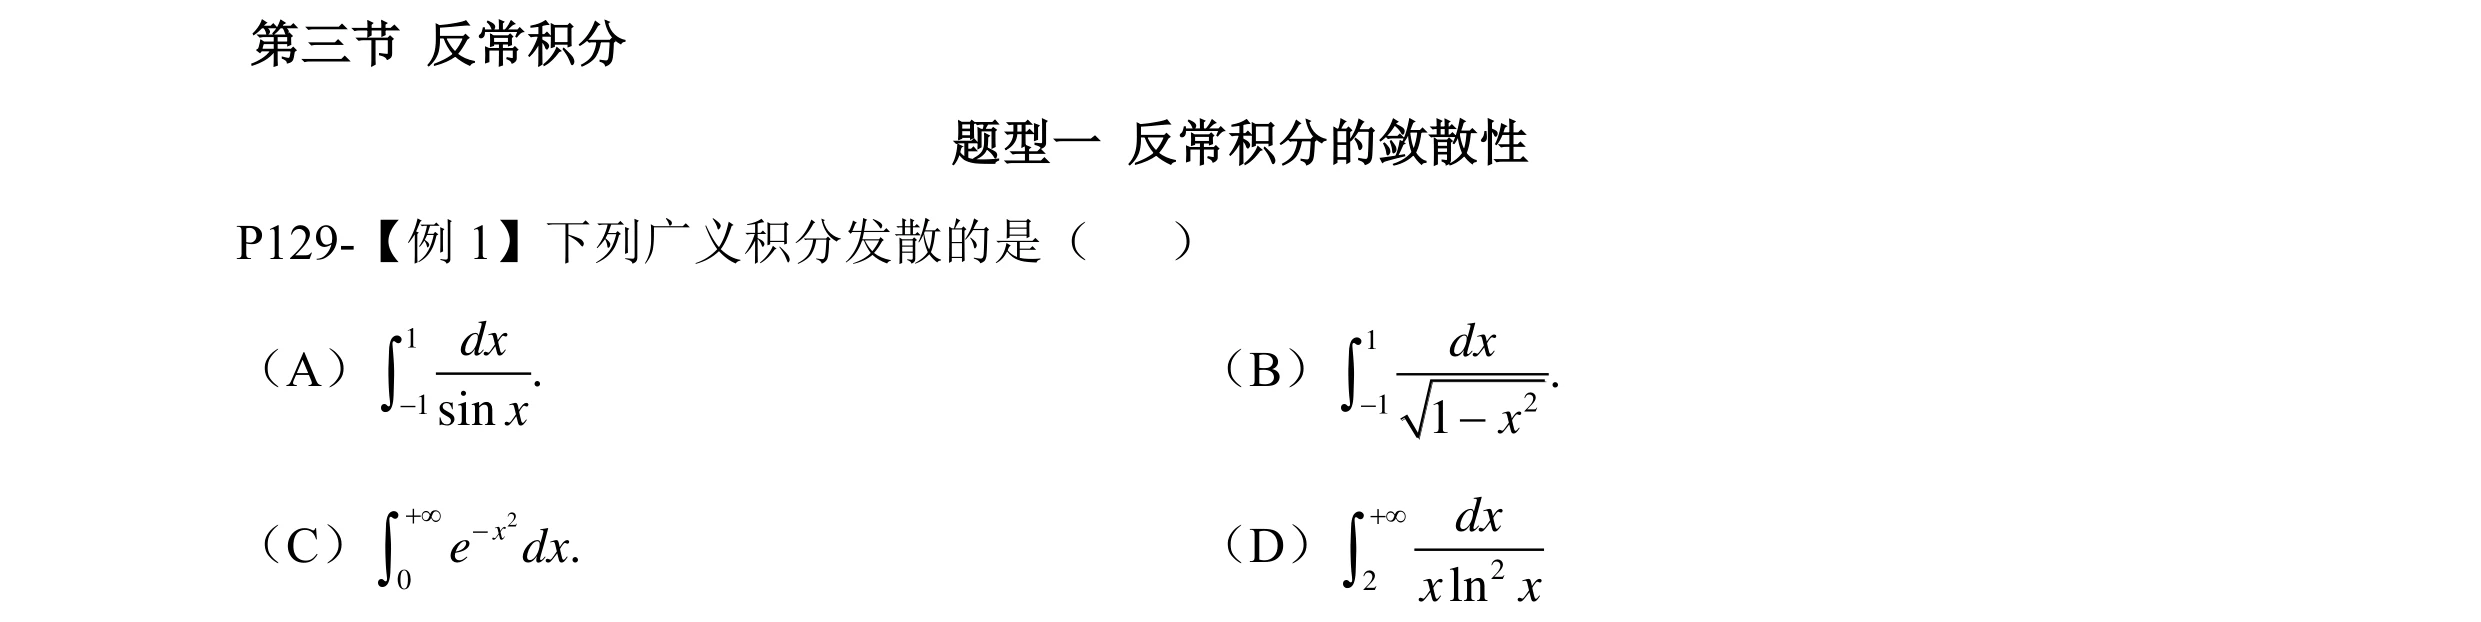 第三节 反常积分
题型一 反常积分的敛散性
P129-【例 1】下列广义积分发散的是（ ）
（A）$\int_{-1}^{1} \frac{dx}{\sin x}.$ （B）$\int_{-1}^{1} \frac{dx}{\sqrt{1-x^2}}.$
（C）$\int_{0}^{+\infty} e^{-x^2} dx.$ （D）$\int_{2}^{+\infty} \frac{dx}{x \ln^2 x}$